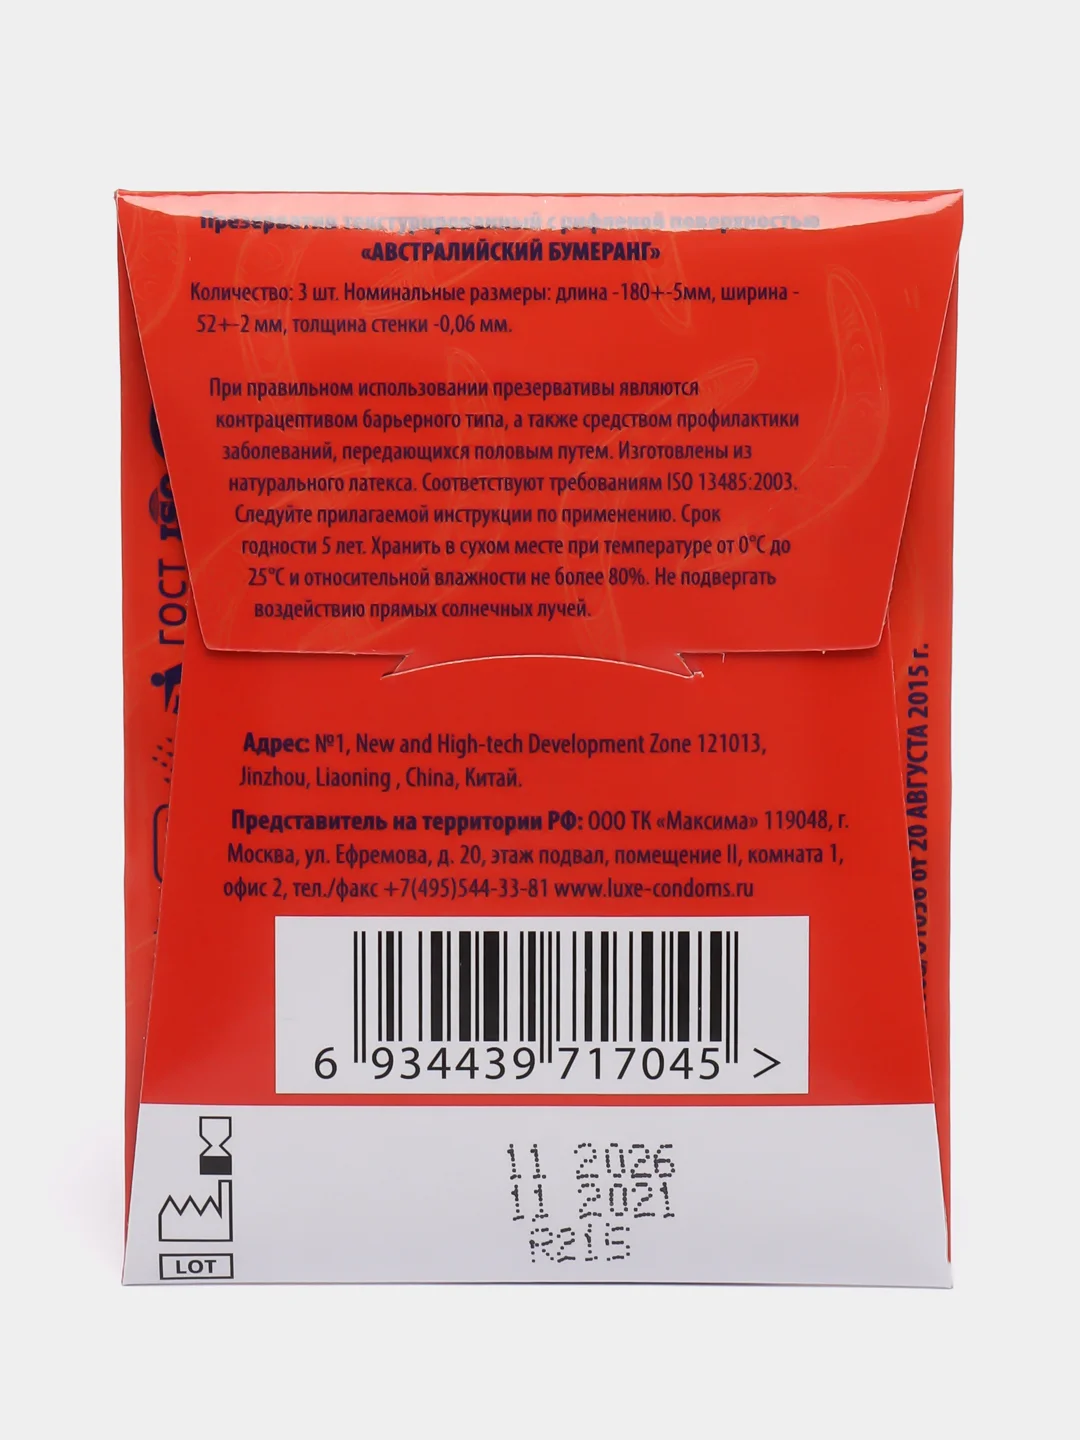 Презерватив текстурированный с рифленой поверхностью
«АВСТРАЛИЙСКИЙ БУМЕРАНГ»
Количество: 3 шт. Номинальные размеры: длина -180+-5мм, ширина -
52+-2 мм, толщина стенки -0,06 мм.
При правильном использовании презервативы являются
контрацептивом барьерного типа, а также средством профилактики
заболеваний, передающихся половым путем. Изготовлены из
натурального латекса. Соответствуют требованиям ISO 13485:2003.
Следуйте прилагаемой инструкции по применению. Срок
годности 5 лет. Хранить в сухом месте при температуре от 0°C до
25°C и относительной влажности не более 80%. Не подвергать
воздействию прямых солнечных лучей.
ГОСТ
от 20 АВГУСТА 2015 г.
Адрес: №1, New and High-tech Development Zone 121013,
Jinzhou, Liaoning , China, Китай.
Представитель на территории РФ: ООО ТК «Максима» 119048, г.
Москва, ул. Ефремова, д. 20, этаж подвал, помещение II, комната 1,
офис 2, тел./факс +7(495)544-33-81 www.luxe-condoms.ru
6 934439 717045 >
11 2026
11 2021
R215
LOT